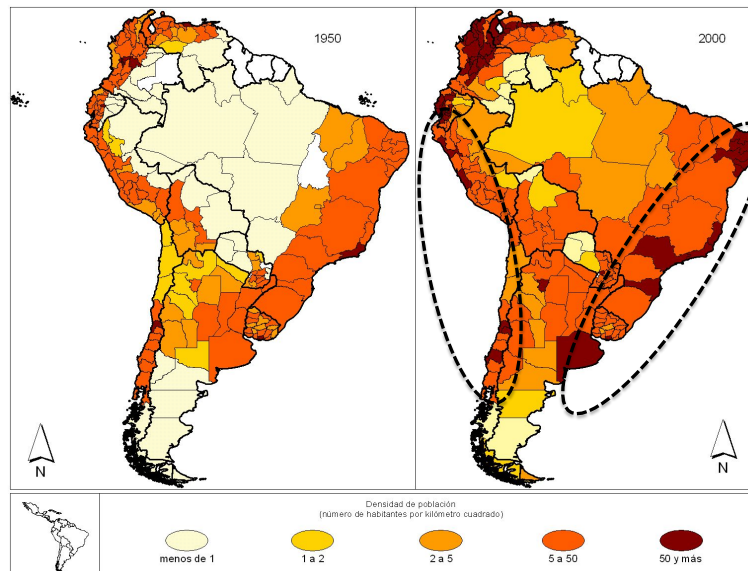 1950
2000
N
N
Densidad de población
(número de habitantes por kilómetro cuadrado)
menos de 1
1 a 2
2 a 5
5 a 50
50 y más